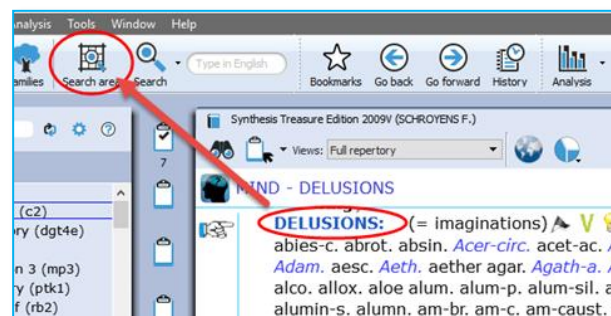 Analysis Tools Window Help
Families Search area Search Type in English Bookmarks Go back Go forward History Analysis
Synthesis Treasure Edition 2009V (SCHROYENS F.)
7
Views: Full repertory
MIND - DELUSIONS
(c2)
DELUSIONS: (= imaginations)
ry (dgt4e)
abies-c. abrot. absin. Acer-circ. acet-ac.
n 3 (mp3)
Adam. aesc. Aeth. aether agar. Agath-a.
y (ptk1)
alco. allox. aloe alum. alum-p. alum-sil.
f (rb2)
alumin-s. alumn. am-br. am-c. am-caust.